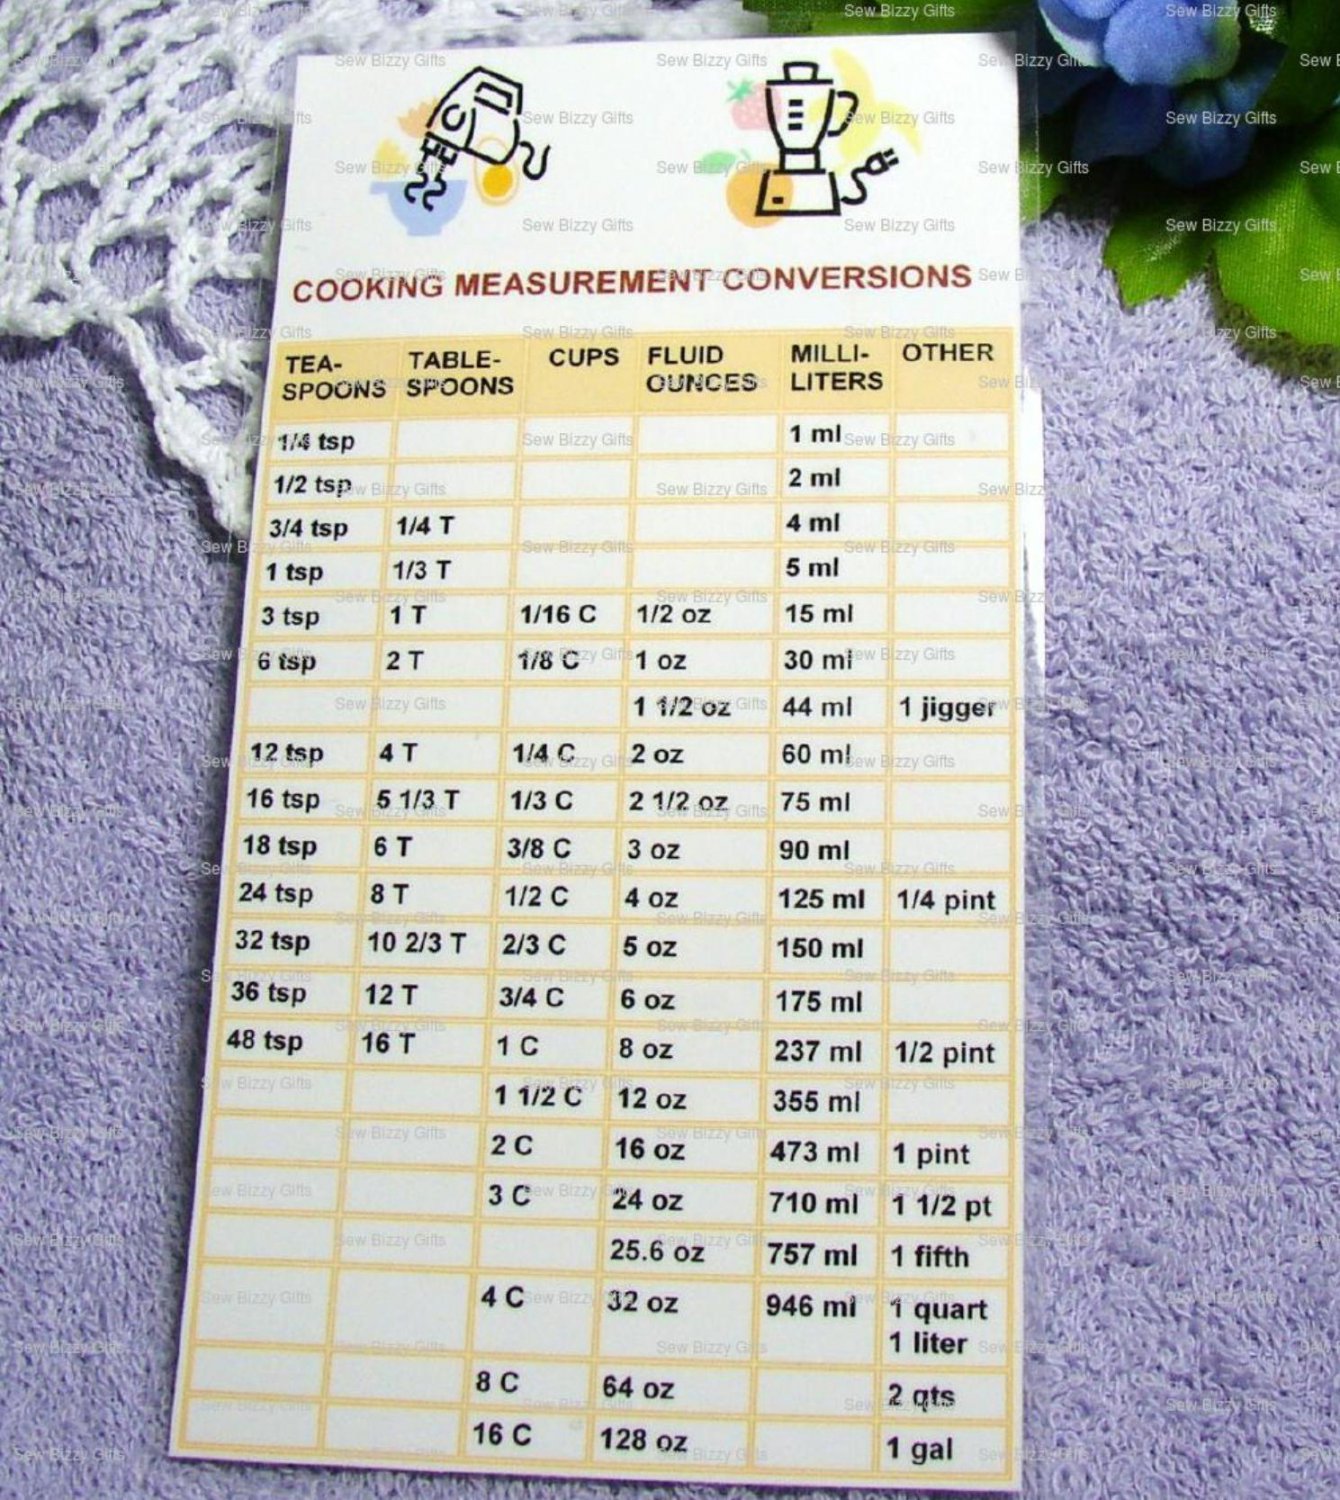 COOKING MEASUREMENT CONVERSIONS
TEA-SPOONS TABLE-SPOONS CUPS FLUID OUNCES MILLI-LITERS OTHER
1/4 tsp 1 ml
1/2 tsp 2 ml
3/4 tsp 1/4 T 4 ml
1 tsp 1/3 T 5 ml
3 tsp 1 T 1/16 C 1/2 oz 15 ml
6 tsp 2 T 1/8 C 1 oz 30 ml
1 1/2 oz 44 ml 1 jigger
12 tsp 4 T 1/4 C 2 oz 60 ml
16 tsp 5 1/3 T 1/3 C 2 1/2 oz 75 ml
18 tsp 6 T 3/8 C 3 oz 90 ml
24 tsp 8 T 1/2 C 4 oz 125 ml 1/4 pint
32 tsp 10 2/3 T 2/3 C 5 oz 150 ml
36 tsp 12 T 3/4 C 6 oz 175 ml
48 tsp 16 T 1 C 8 oz 237 ml 1/2 pint
1 1/2 C 12 oz 355 ml
2 C 16 oz 473 ml 1 pint
3 C 24 oz 710 ml 1 1/2 pt
25.6 oz 757 ml 1 fifth
4 C 32 oz 946 ml 1 quart
1 liter
8 C 64 oz 2 qts
16 C 128 oz 1 gal
Sew Bizzy Gifts